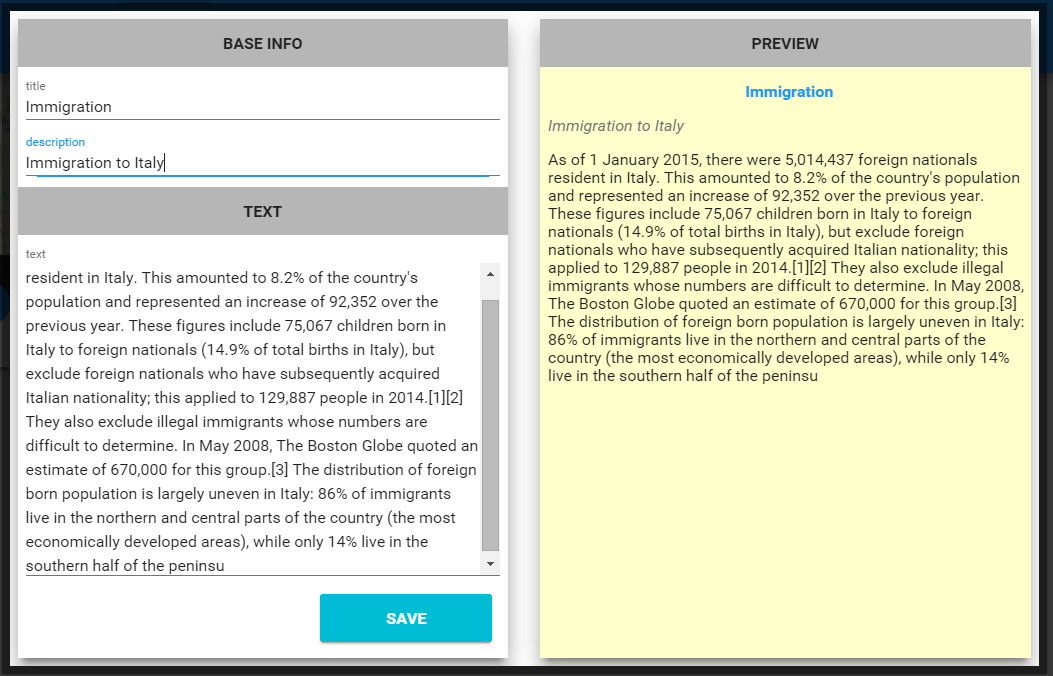 BASE INFO
title
Immigration
description
Immigration to Italy
TEXT
text
resident in Italy. This amounted to 8.2% of the country's
population and represented an increase of 92,352 over the
previous year. These figures include 75,067 children born in
Italy to foreign nationals (14.9% of total births in Italy), but
exclude foreign nationals who have subsequently acquired
Italian nationality; this applied to 129,887 people in 2014.[1][2]
They also exclude illegal immigrants whose numbers are
difficult to determine. In May 2008, The Boston Globe quoted an
estimate of 670,000 for this group.[3] The distribution of foreign
born population is largely uneven in Italy: 86% of immigrants
live in the northern and central parts of the country (the most
economically developed areas), while only 14% live in the
southern half of the peninsu
SAVE
PREVIEW
Immigration
Immigration to Italy
As of 1 January 2015, there were 5,014,437 foreign nationals
resident in Italy. This amounted to 8.2% of the country's population
and represented an increase of 92,352 over the previous year.
These figures include 75,067 children born in Italy to foreign
nationals (14.9% of total births in Italy), but exclude foreign
nationals who have subsequently acquired Italian nationality; this
applied to 129,887 people in 2014.[1][2] They also exclude illegal
immigrants whose numbers are difficult to determine. In May 2008,
The Boston Globe quoted an estimate of 670,000 for this group.[3]
The distribution of foreign born population is largely uneven in Italy:
86% of immigrants live in the northern and central parts of the
country (the most economically developed areas), while only 14%
live in the southern half of the peninsu